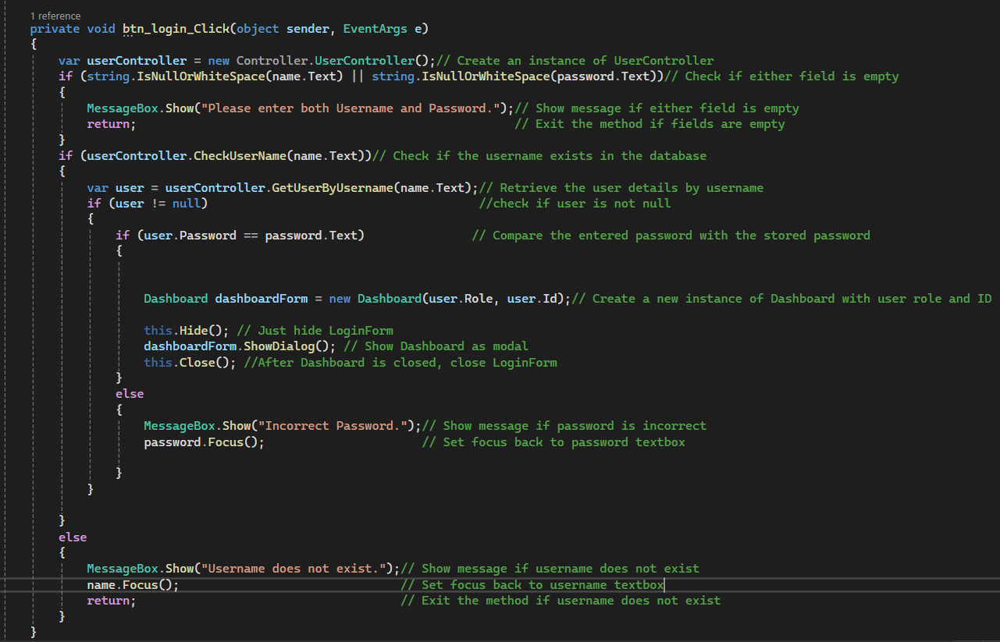 1 reference
private void btn_login_Click(object sender, EventArgs e)
{
var userController = new Controller.UserController();// Create an instance of UserController
if (string.IsNullOrWhiteSpace(name.Text) || string.IsNullOrWhiteSpace(password.Text))// Check if either field is empty
{
MessageBox.Show("Please enter both Username and Password.");// Show message if either field is empty
return; // Exit the method if fields are empty
}
if (userController.CheckUserName(name.Text))// Check if the username exists in the database
{
var user = userController.GetUserByUsername(name.Text);// Retrieve the user details by username
if (user != null) //check if user is not null
{
if (user.Password == password.Text) // Compare the entered password with the stored password
{
Dashboard dashboardForm = new Dashboard(user.Role, user.Id);// Create a new instance of Dashboard with user role and ID
this.Hide(); // Just hide LoginForm
dashboardForm.ShowDialog(); // Show Dashboard as modal
this.Close(); //After Dashboard is closed, close LoginForm
}
else
{
MessageBox.Show("Incorrect Password.");// Show message if password is incorrect
password.Focus(); // Set focus back to password textbox
}
}
}
else
{
MessageBox.Show("Username does not exist.");// Show message if username does not exist
name.Focus(); // Set focus back to username textbox
return; // Exit the method if username does not exist
}
}